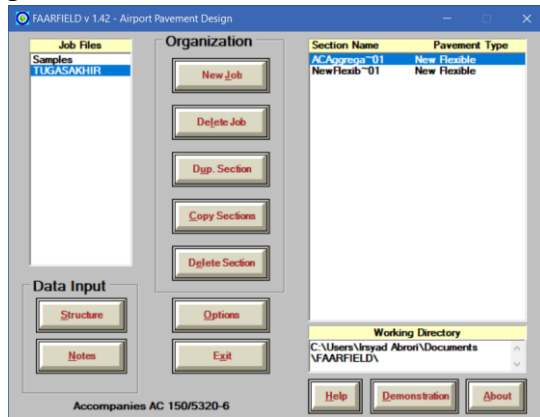 FAARFIELD v 1.42 - Airport Pavement Design
Job Files
Samples
TUGASAKHIR
Organization
New Job
Delete Job
Dup. Section
Copy Sections
Delete Section
Section Name Pavement Type
ACAggrega~01 New Flexible
NewFlexib~01 New Flexible
Data Input
Structure
Notes
Options
Exit
Working Directory
C:\Users\Irsyad Abrori\Documents
\FAARFIELD\
Help
Demonstration
About
Accompanies AC 150/5320-6